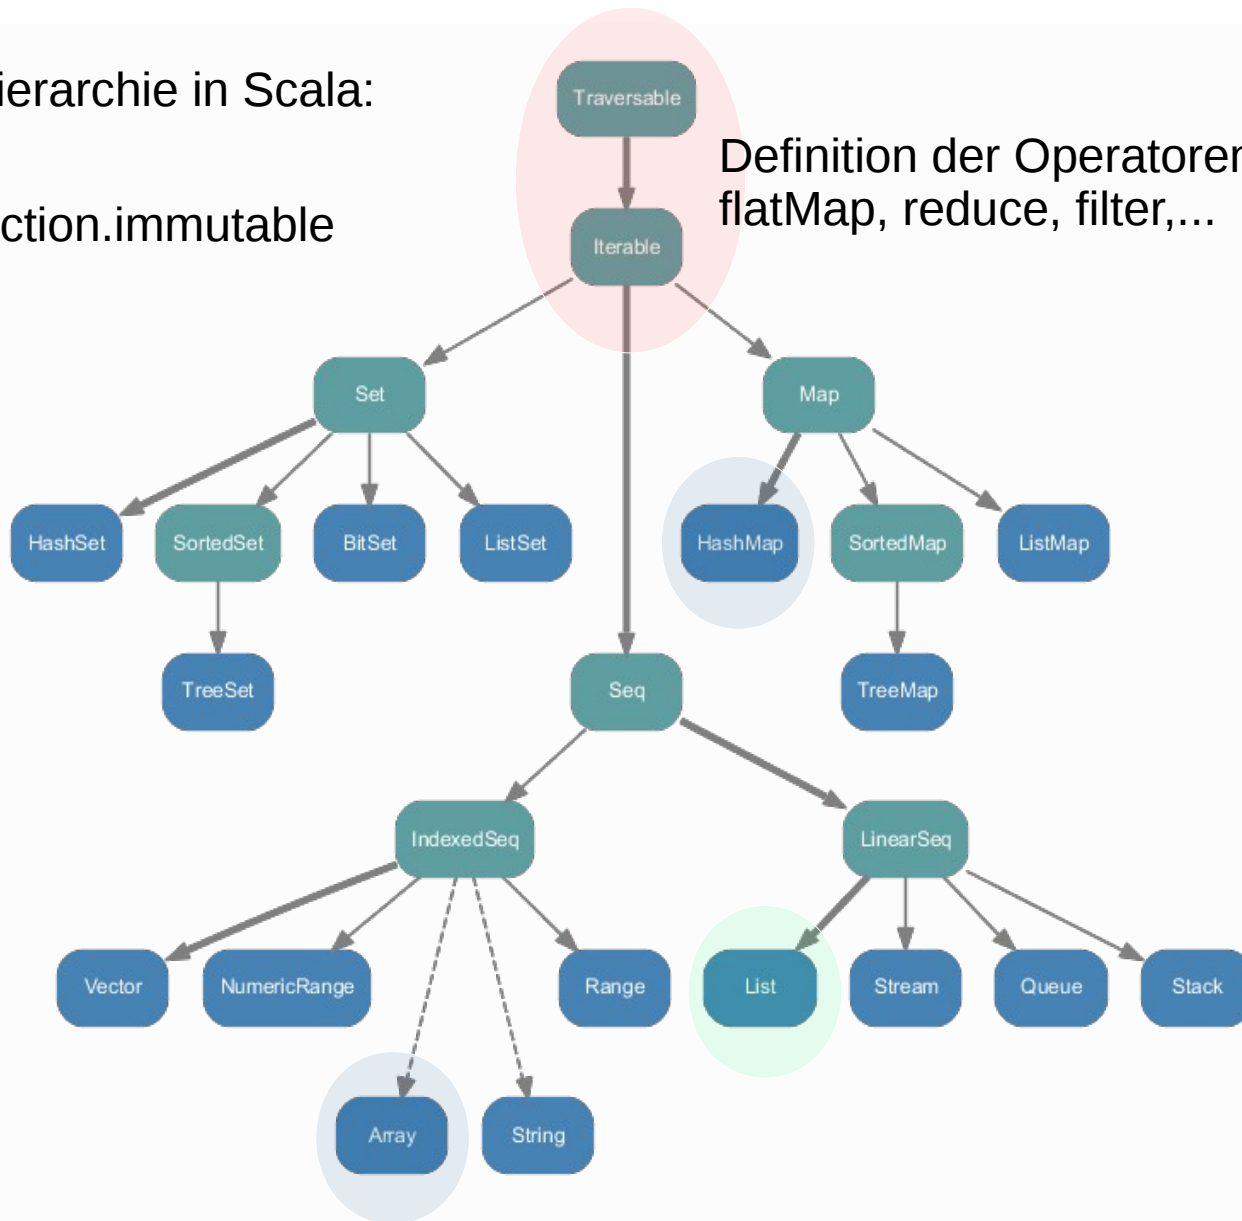 ierarchie in Scala:
Traversable
Definition der Operatoren
flatMap, reduce, filter,...
ction.immutable
Iterable
Set
Map
HashSet
SortedSet
BitSet
ListSet
HashMap
SortedMap
ListMap
TreeSet
Seq
TreeMap
IndexedSeq
LinearSeq
Vector
NumericRange
Range
List
Stream
Queue
Stack
Array
String